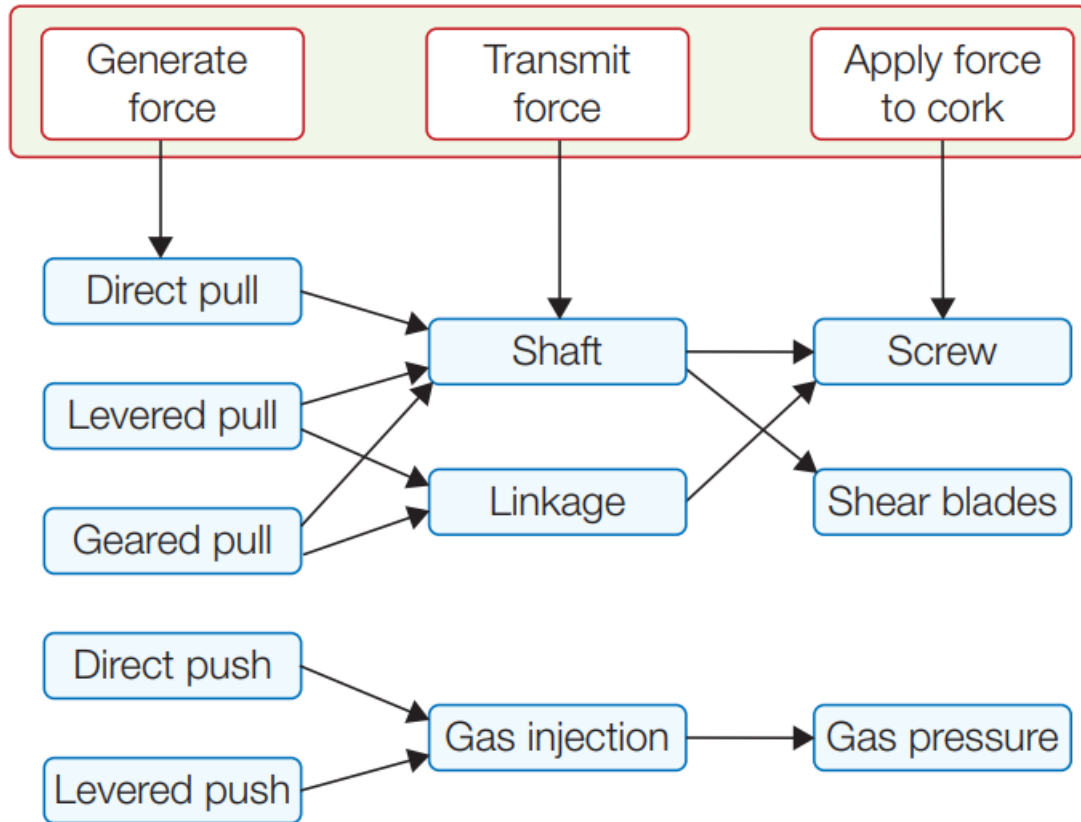 Generate
force
Transmit
force
Apply force
to cork
Direct pull
Levered pull
Geared pull
Direct push
Levered push
Shaft
Linkage
Gas injection
Screw
Shear blades
Gas pressure